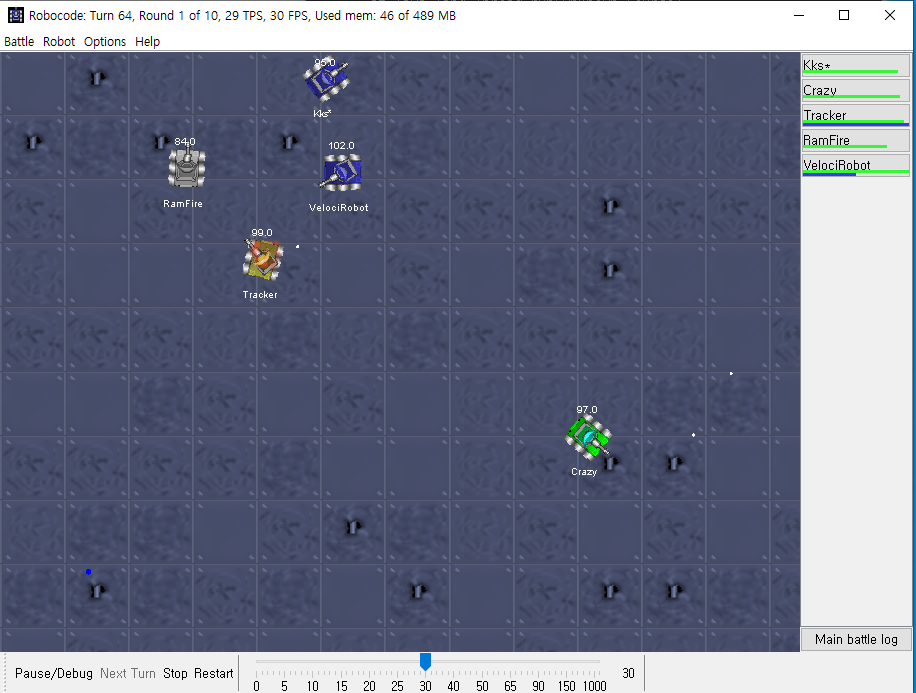 Robocode: Turn 64, Round 1 of 10, 29 TPS, 30 FPS, Used mem: 46 of 489 MB
Battle Robot Options Help
95.0
Kks*
84.0
RamFire
102.0
VelociRobot
99.0
Tracker
97.0
Crazy
Kks*
Crazy
Tracker
RamFire
VelociRobot
Main battle log
Pause/Debug Next Turn Stop Restart
0 5 10 15 20 25 30 40 50 65 90 150 1000
30